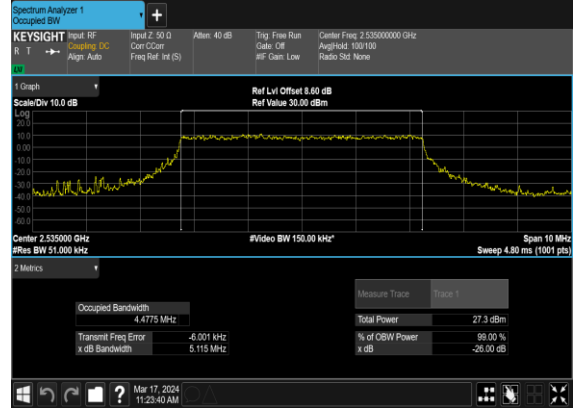 Spectrum Analyzer 1
Occupied BW
KEYSIGHT
R T
LM
Input: RF
Coupling: DC
Align: Auto
Input Z: 50 Ω
Corr CCorr
Freq Ref: Int (S)
Atten: 40 dB
Trig: Free Run
Gate: Off
#IF Gain: Low
Center Freq: 2.535000000 GHz
Avg|Hold: 100/100
Radio Std: None
1 Graph
Scale/Div 10.0 dB
Ref Lvl Offset 8.60 dB
Ref Value 30.00 dBm
Log
20.0
10.0
0.00
-10.0
-20.0
-30.0
-40.0
-50.0
-60.0
Center 2.535000 GHz
#Res BW 51.000 kHz
#Video BW 150.00 kHz*
Span 10 MHz
Sweep 4.80 ms (1001 pts)
2 Metrics
Measure Trace Trace 1
Occupied Bandwidth
4.4775 MHz
Total Power 27.3 dBm
Transmit Freq Error -6.001 kHz
% of OBW Power 99.00 %
x dB Bandwidth 5.115 MHz
x dB -26.00 dB
?
Mar 17, 2024
11:23:40 AM